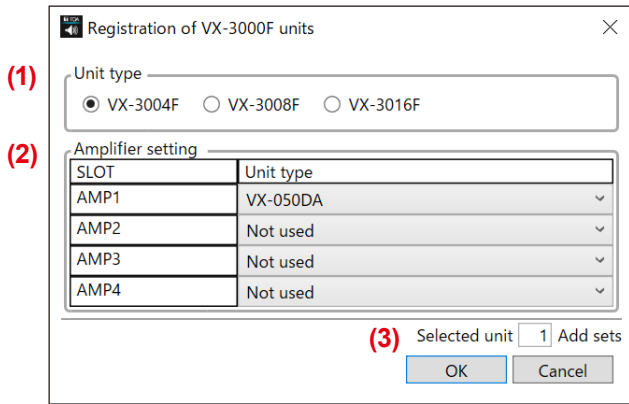 TOA
Registration of VX-3000F units
(1)
Unit type
VX-3004F VX-3008F VX-3016F
(2)
Amplifier setting
SLOT Unit type
AMP1 VX-050DA
AMP2 Not used
AMP3 Not used
AMP4 Not used
(3) Selected unit 1 Add sets
OK Cancel